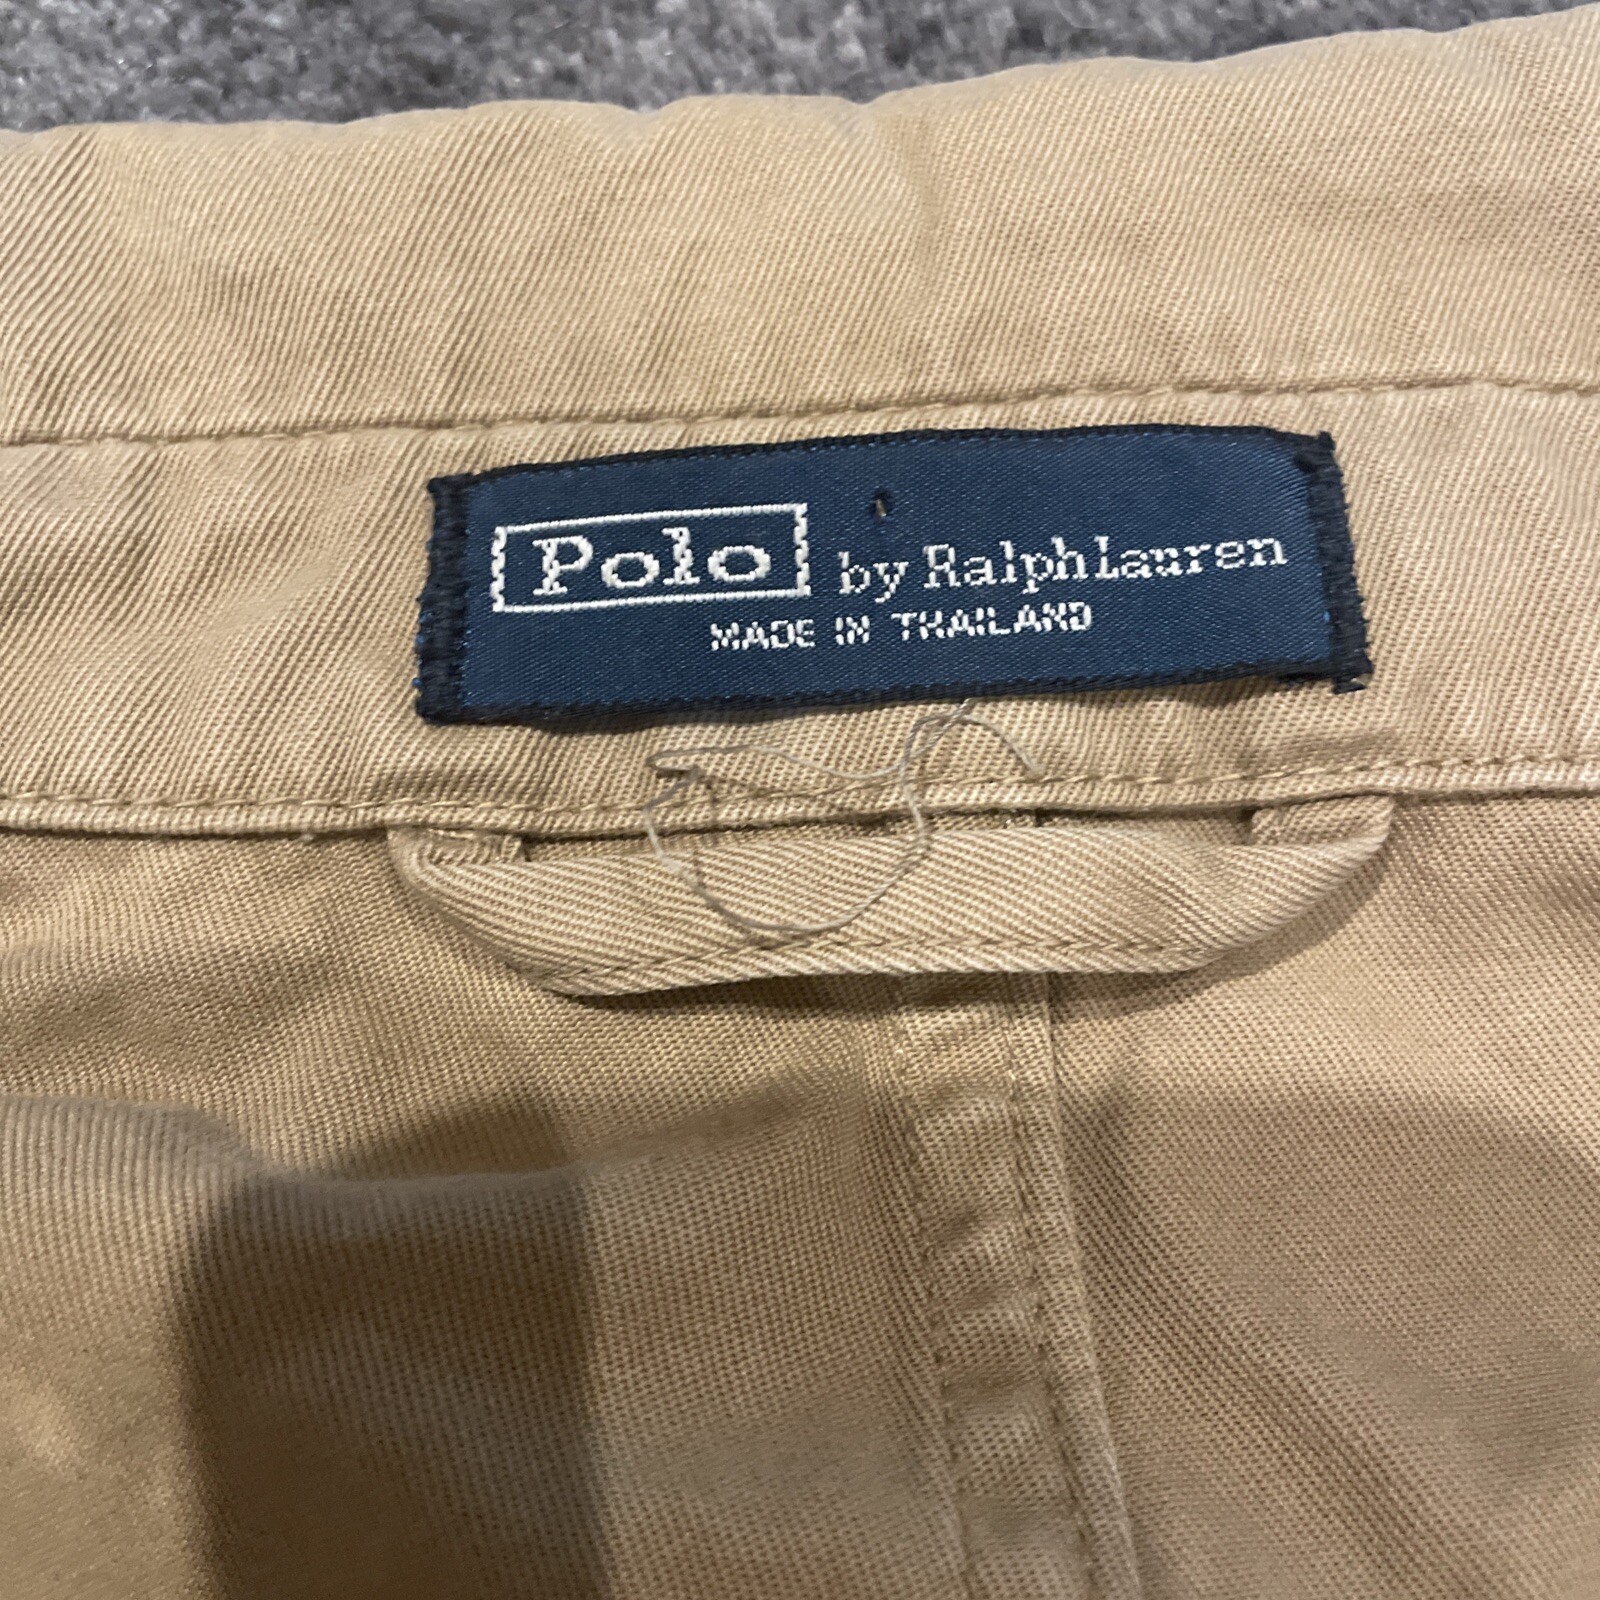 Polo by Ralph Lauren
MADE IN THAILAND